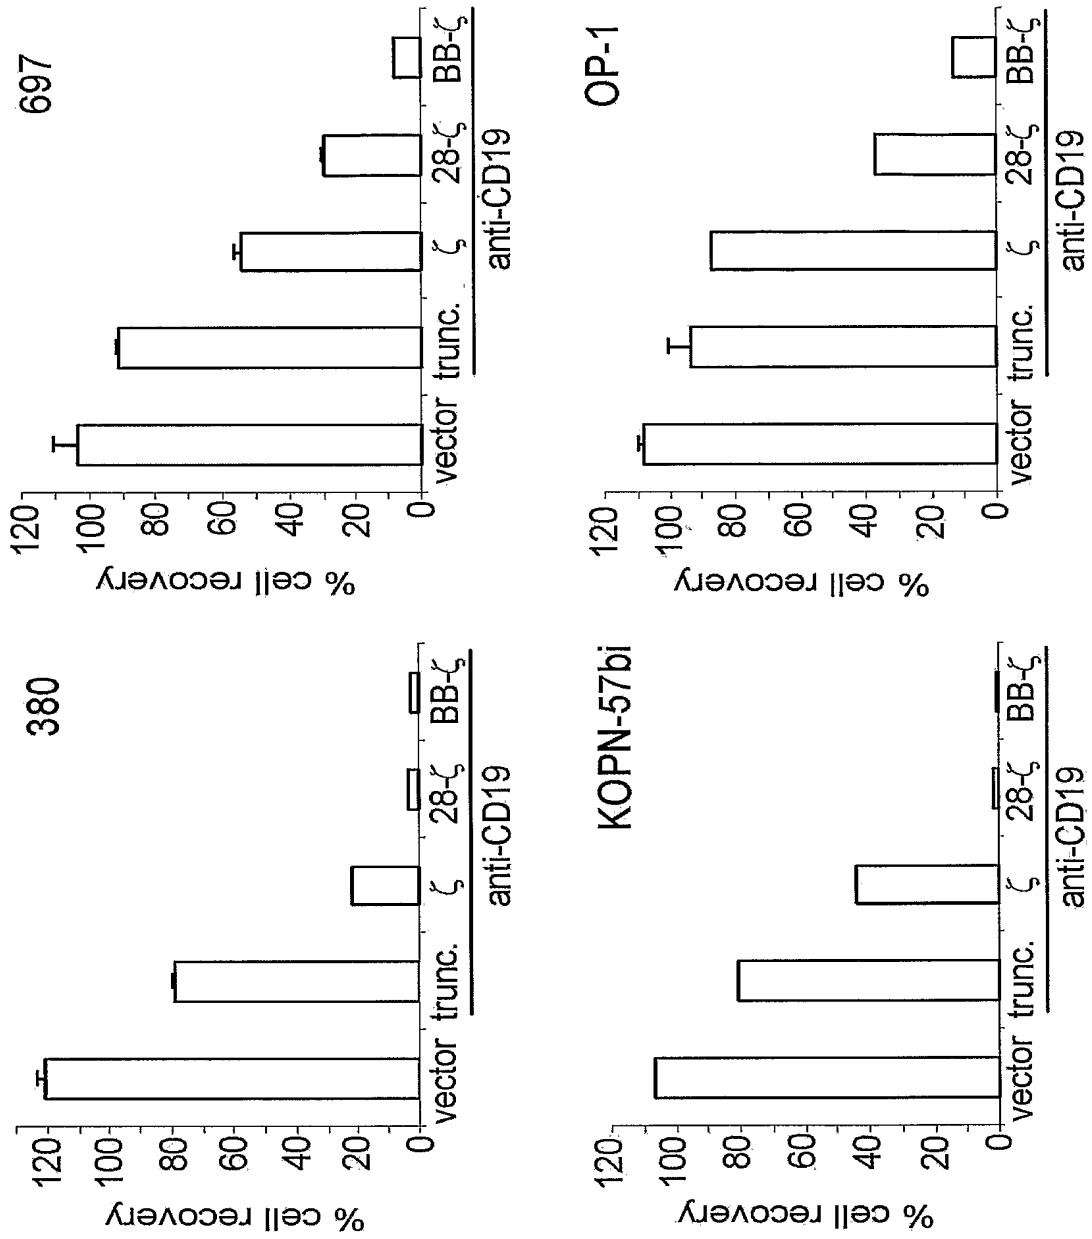 380
% cell recovery
120
100
80
60
40
20
0
vector trunc. ζ 28-ζ BB-ζ
anti-CD19
697
% cell recovery
120
100
80
60
40
20
0
vector trunc. ζ 28-ζ BB-ζ
anti-CD19
KOPN-57bi
% cell recovery
120
100
80
60
40
20
0
vector trunc. ζ 28-ζ BB-ζ
anti-CD19
OP-1
% cell recovery
120
100
80
60
40
20
0
vector trunc. ζ 28-ζ BB-ζ
anti-CD19